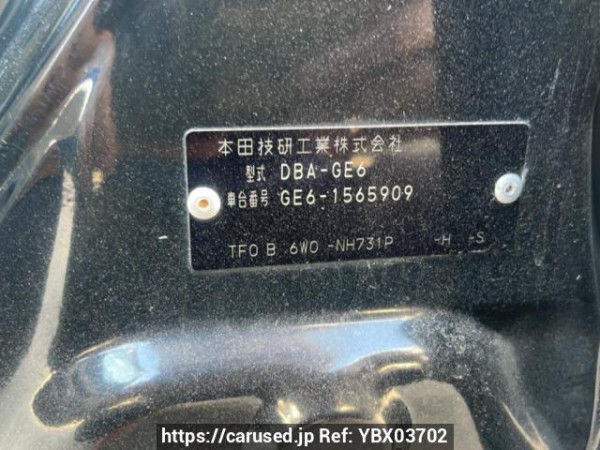 本田技研工業株式会社
型式 DBA-GE6
車台番号 GE6-1565909
TF0 B 6W0 -NH731P -H -S
https://carused.jp Ref: YBX03702